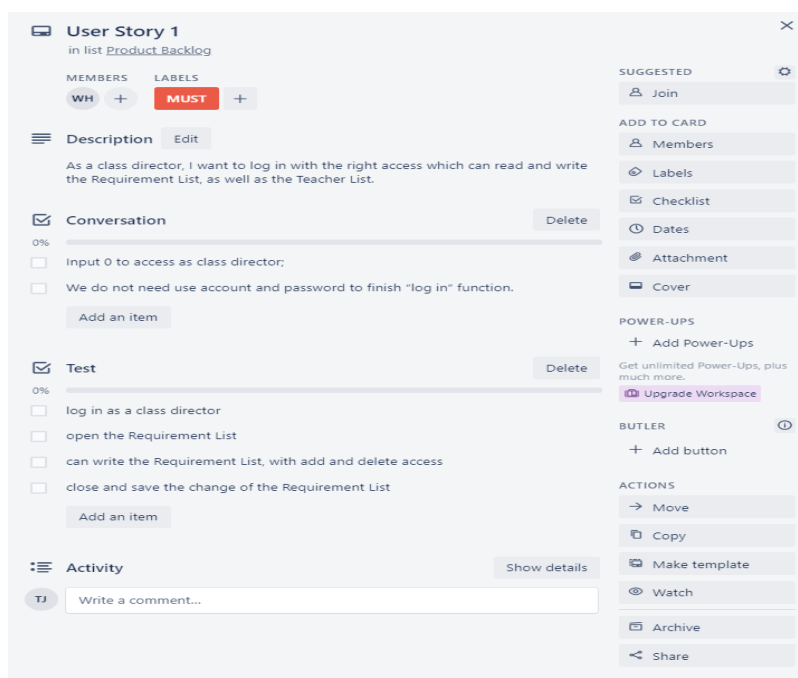 User Story 1
in list Product Backlog
MEMBERS LABELS
WH + MUST +
Description Edit
As a class director, I want to log in with the right access which can read and write
the Requirement List, as well as the Teacher List.
Conversation Delete
0%
Input 0 to access as class director;
We do not need use account and password to finish “log in” function.
Add an item
Test Delete
0%
log in as a class director
open the Requirement List
can write the Requirement List, with add and delete access
close and save the change of the Requirement List
Add an item
Activity Show details
TJ Write a comment...
SUGGESTED
Join
ADD TO CARD
Members
Labels
Checklist
Dates
Attachment
Cover
POWER-UPS
+ Add Power-Ups
Get unlimited Power-Ups, plus
much more.
Upgrade Workspace
BUTLER
+ Add button
ACTIONS
→ Move
Copy
Make template
Watch
Archive
Share